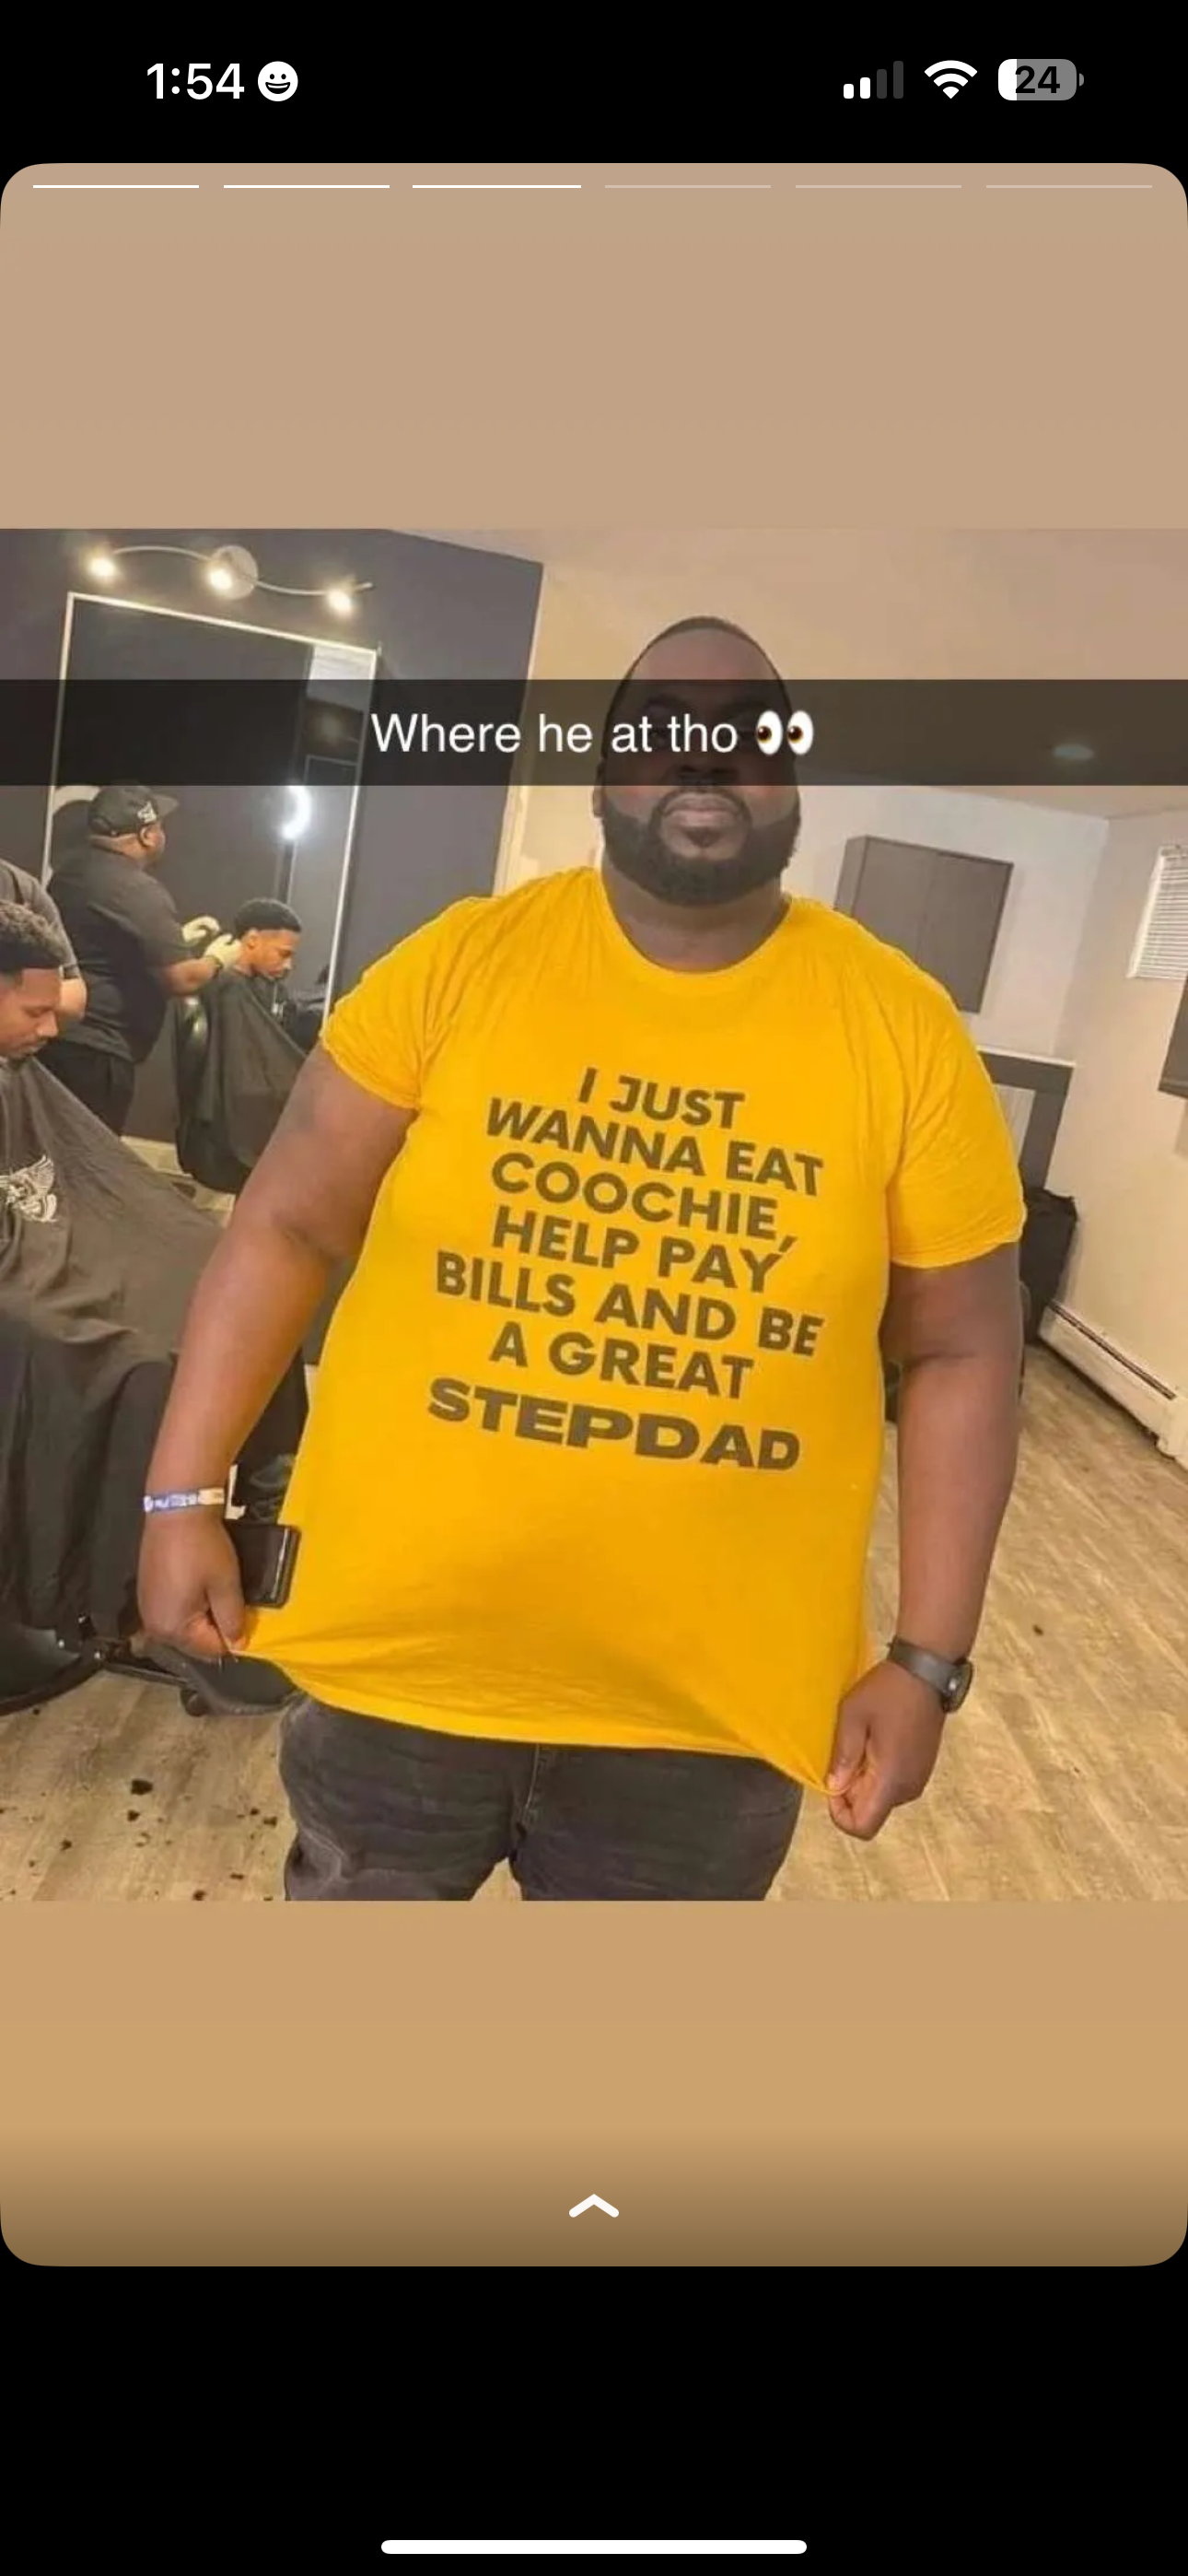 1:54
24
Where he at tho 👀
I JUST
WANNA EAT
COOCHIE,
HELP PAY
BILLS AND BE
A GREAT
STEPDAD